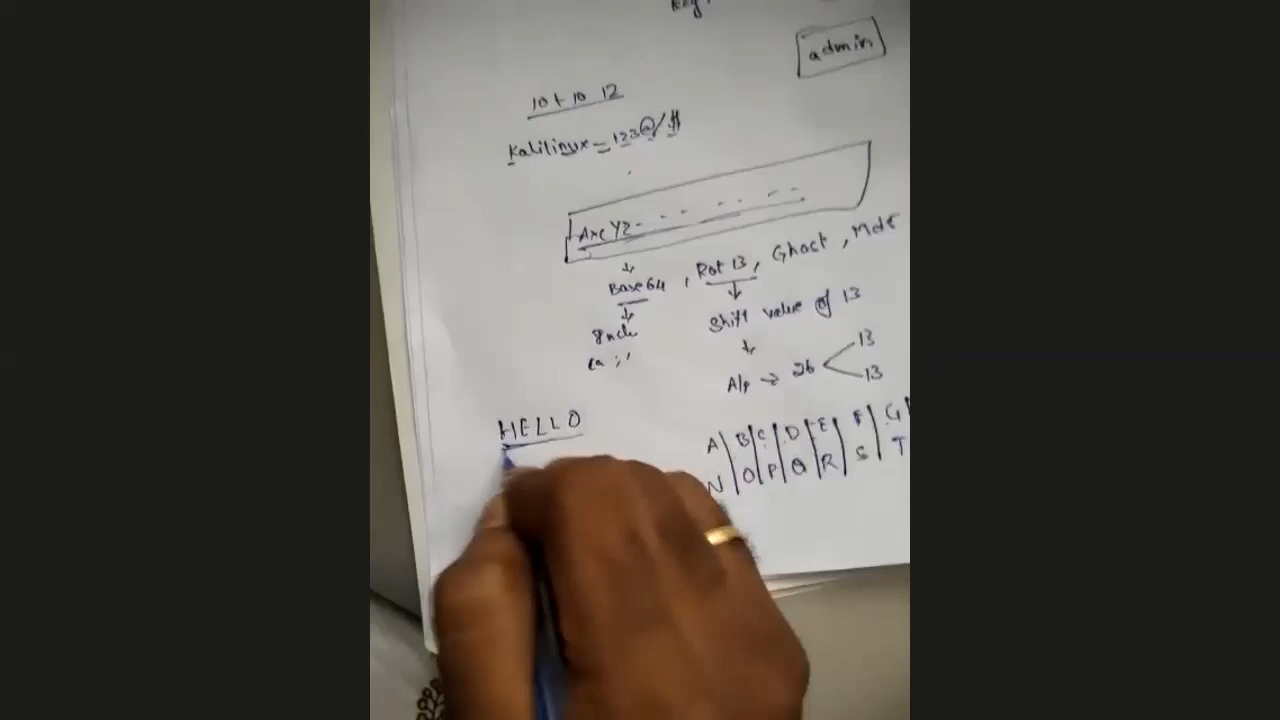 Key
admin
10 + 10 12
Kalilinux = 123@/#
Base64, Rot 13, Ghost, Md5
Shift value of 13
Alp → 26 < 13
13
HELLO
A | B | C | D | E | F | G |
N | O | P | Q | R | S | T